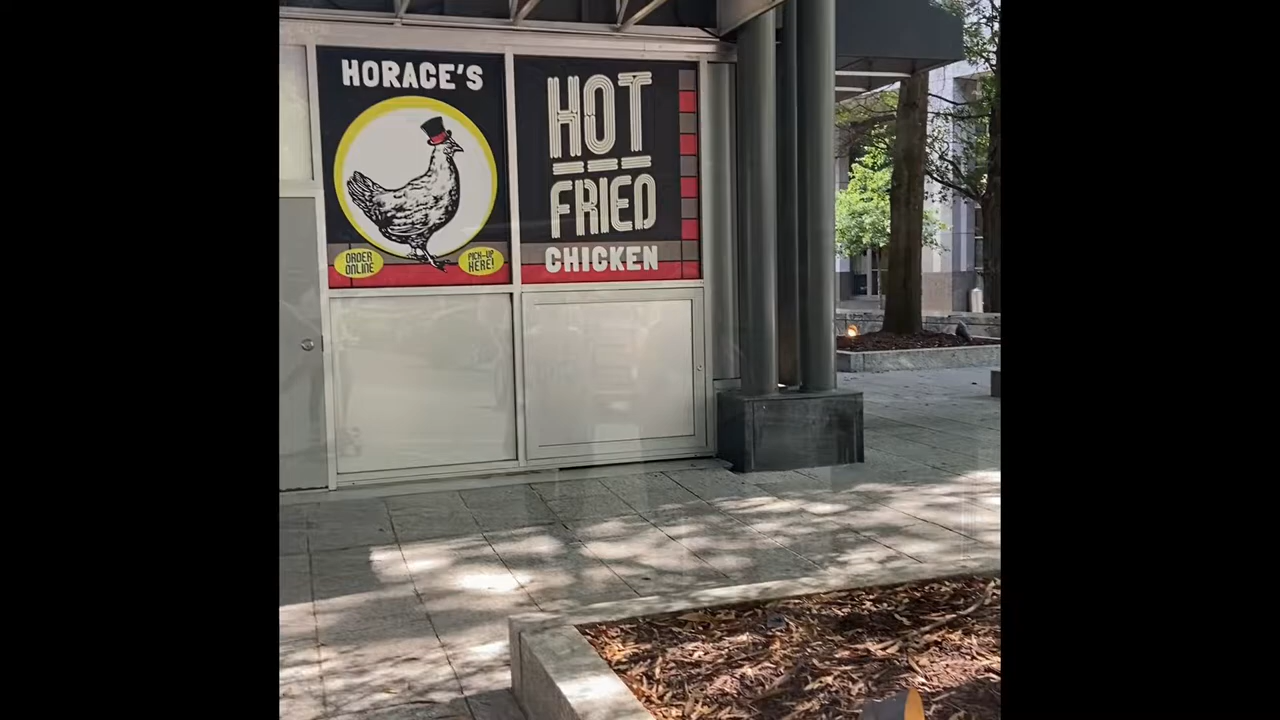 HORACE'S
ORDER
ONLINE
PICK-UP
HERE!
HOT
FRIED
CHICKEN